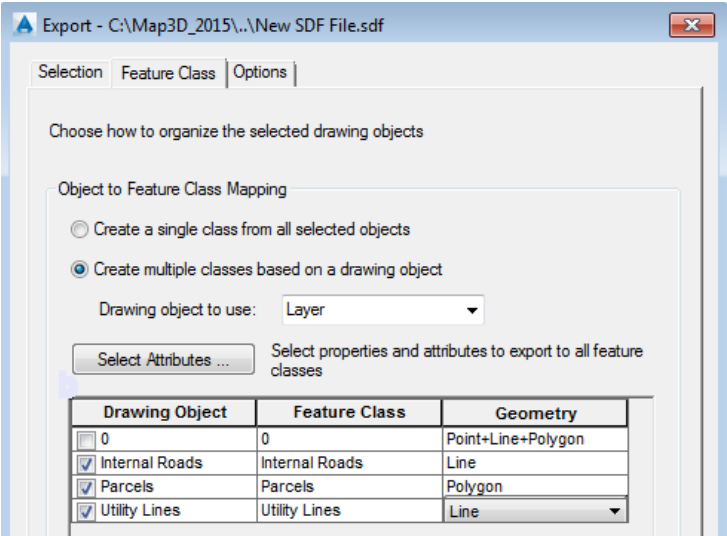 Export - C:\Map3D_2015\..\New SDF File.sdf
Selection Feature Class Options
Choose how to organize the selected drawing objects
Object to Feature Class Mapping
Create a single class from all selected objects
Create multiple classes based on a drawing object
Drawing object to use: Layer
Select Attributes ... Select properties and attributes to export to all feature
classes
Drawing Object Feature Class Geometry
0 0 Point+Line+Polygon
Internal Roads Internal Roads Line
Parcels Parcels Polygon
Utility Lines Utility Lines Line